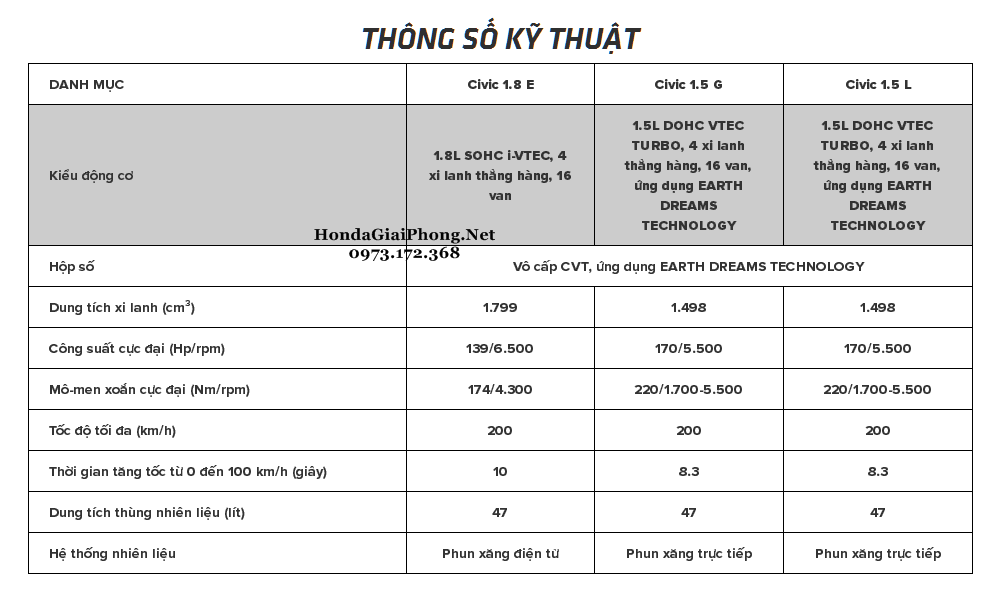 THÔNG SỐ KỸ THUẬT
DANH MỤC Civic 1.8 E Civic 1.5 G Civic 1.5 L
Kiểu động cơ
1.8L SOHC i-VTEC, 4
xi lanh thẳng hàng, 16
van
1.5L DOHC VTEC
TURBO, 4 xi lanh
thẳng hàng, 16 van,
ứng dụng EARTH
DREAMS
TECHNOLOGY
1.5L DOHC VTEC
TURBO, 4 xi lanh
thẳng hàng, 16 van,
ứng dụng EARTH
DREAMS
TECHNOLOGY
HondaGiaiPhong.Net
0973.172.368
Hộp số Vô cấp CVT, ứng dụng EARTH DREAMS TECHNOLOGY
Dung tích xi lanh (cm³) 1.799 1.498 1.498
Công suất cực đại (Hp/rpm) 139/6.500 170/5.500 170/5.500
Mô-men xoắn cực đại (Nm/rpm) 174/4.300 220/1.700-5.500 220/1.700-5.500
Tốc độ tối đa (km/h) 200 200 200
Thời gian tăng tốc từ 0 đến 100 km/h (giây) 10 8.3 8.3
Dung tích thùng nhiên liệu (lít) 47 47 47
Hệ thống nhiên liệu Phun xăng điện tử Phun xăng trực tiếp Phun xăng trực tiếp